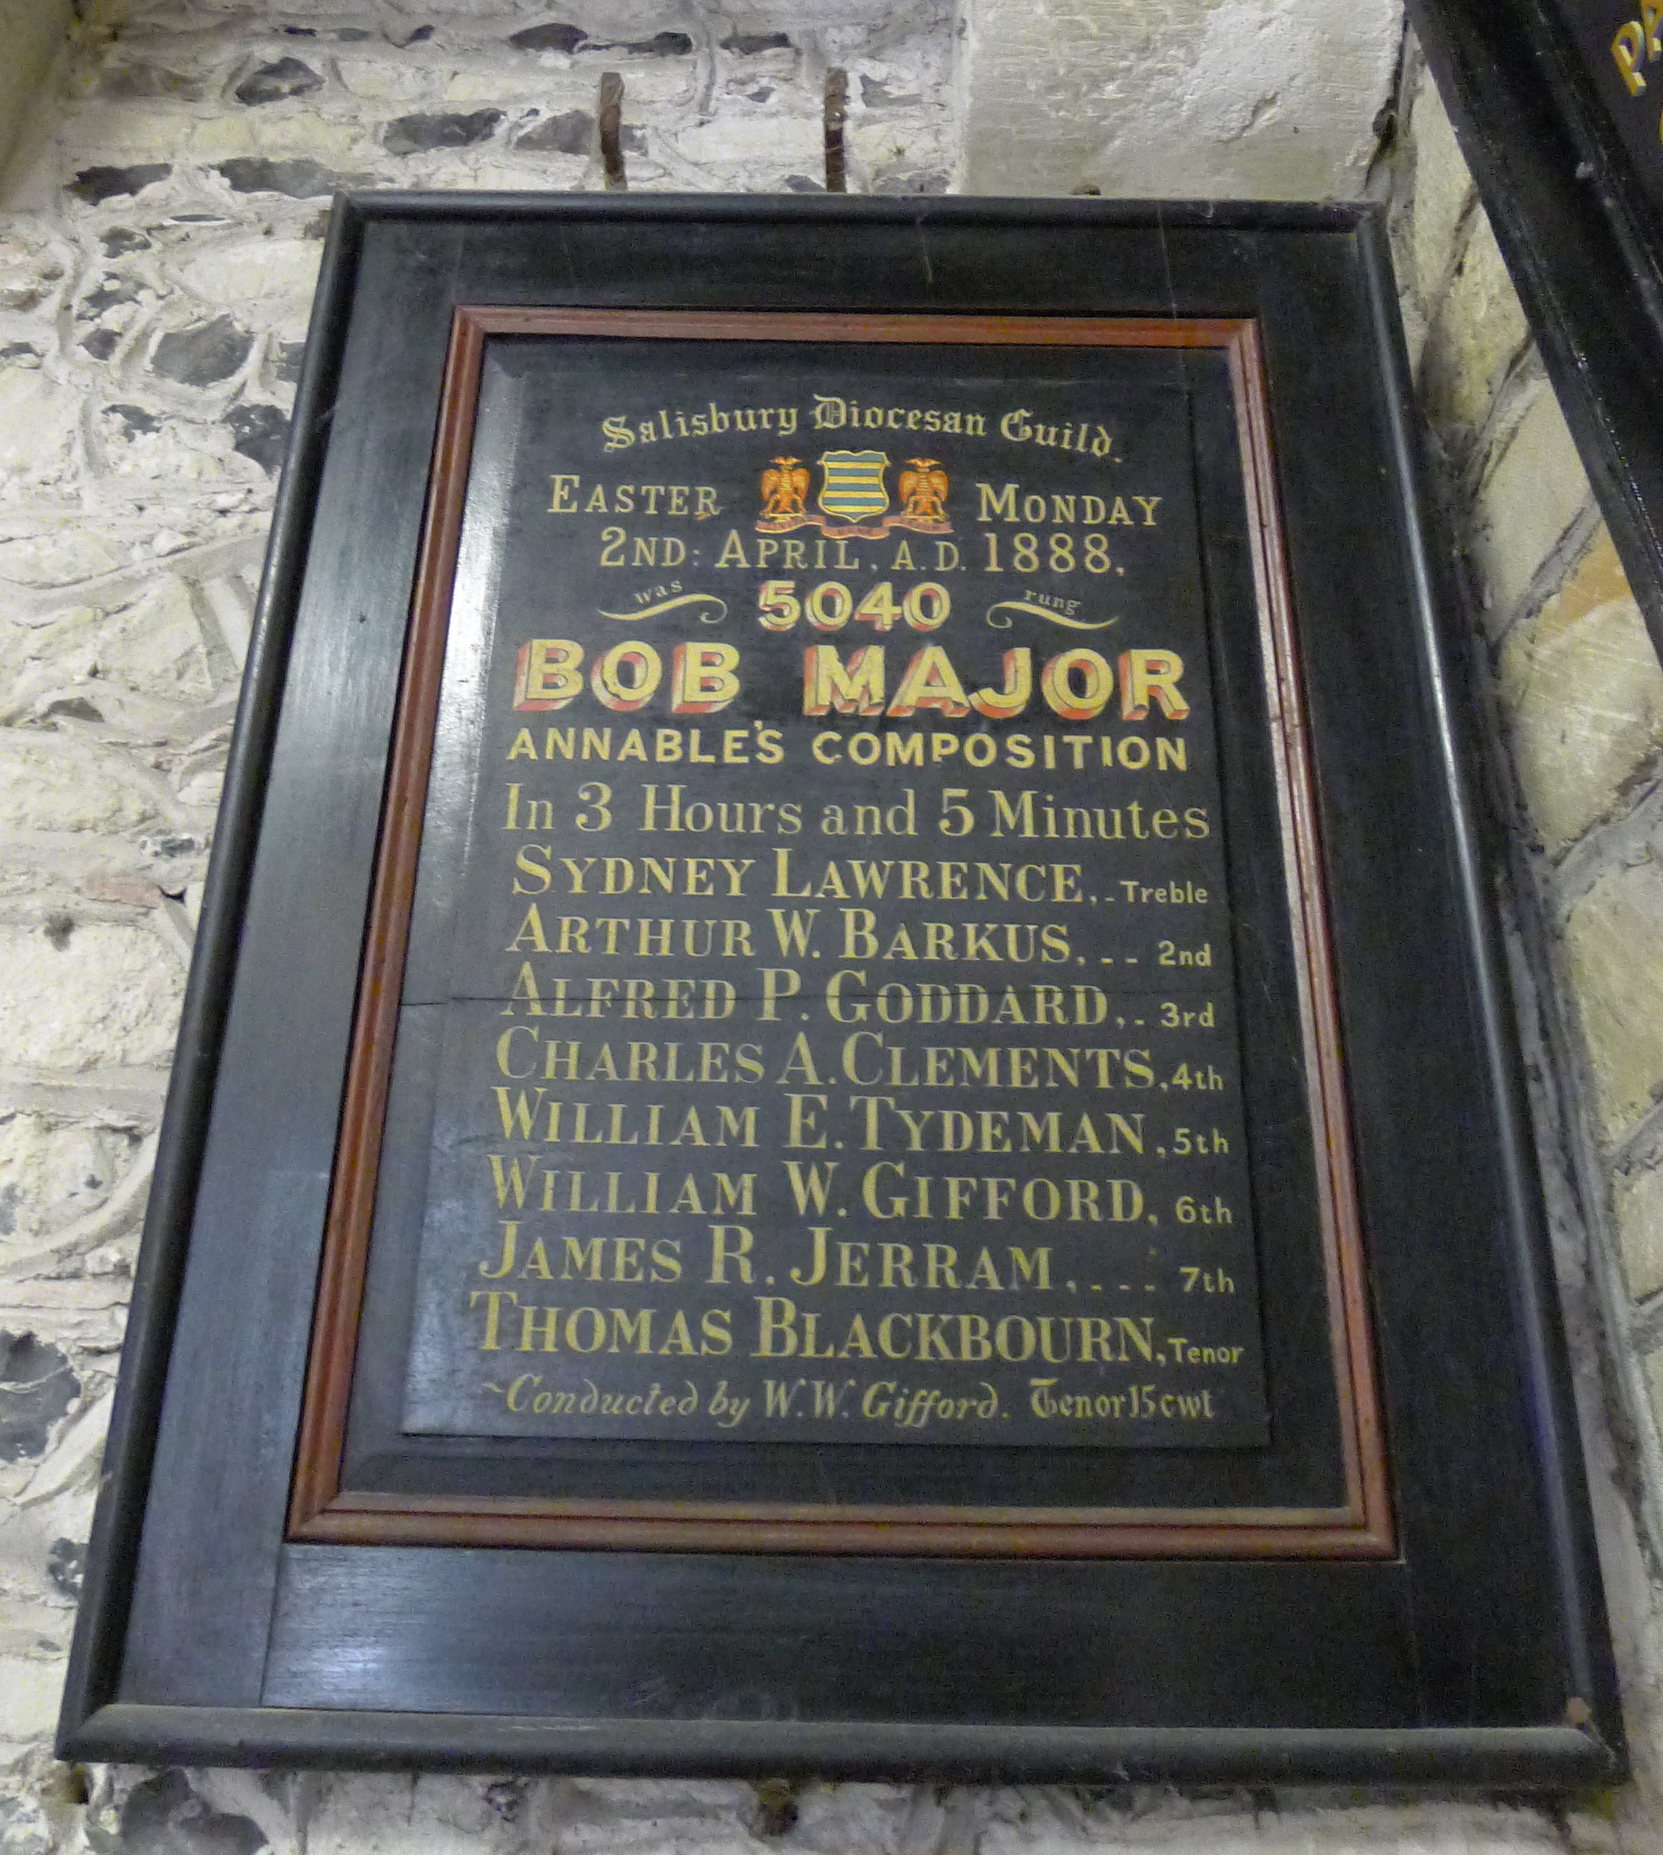 Salisbury Diocesan Guild.
EASTER MONDAY
2ND: APRIL, A.D. 1888,
was 5040 rung
BOB MAJOR
ANNABLE'S COMPOSITION
In 3 Hours and 5 Minutes
SYDNEY LAWRENCE,.. Treble
ARTHUR W. BARKUS,... 2nd
ALFRED P. GODDARD,.. 3rd
CHARLES A. CLEMENTS, 4th
WILLIAM E. TYDEMAN, 5th
WILLIAM W. GIFFORD, 6th
JAMES R. JERRAM,.... 7th
THOMAS BLACKBOURN, Tenor
~Conducted by W.W. Gifford. Tenor 15 cwt